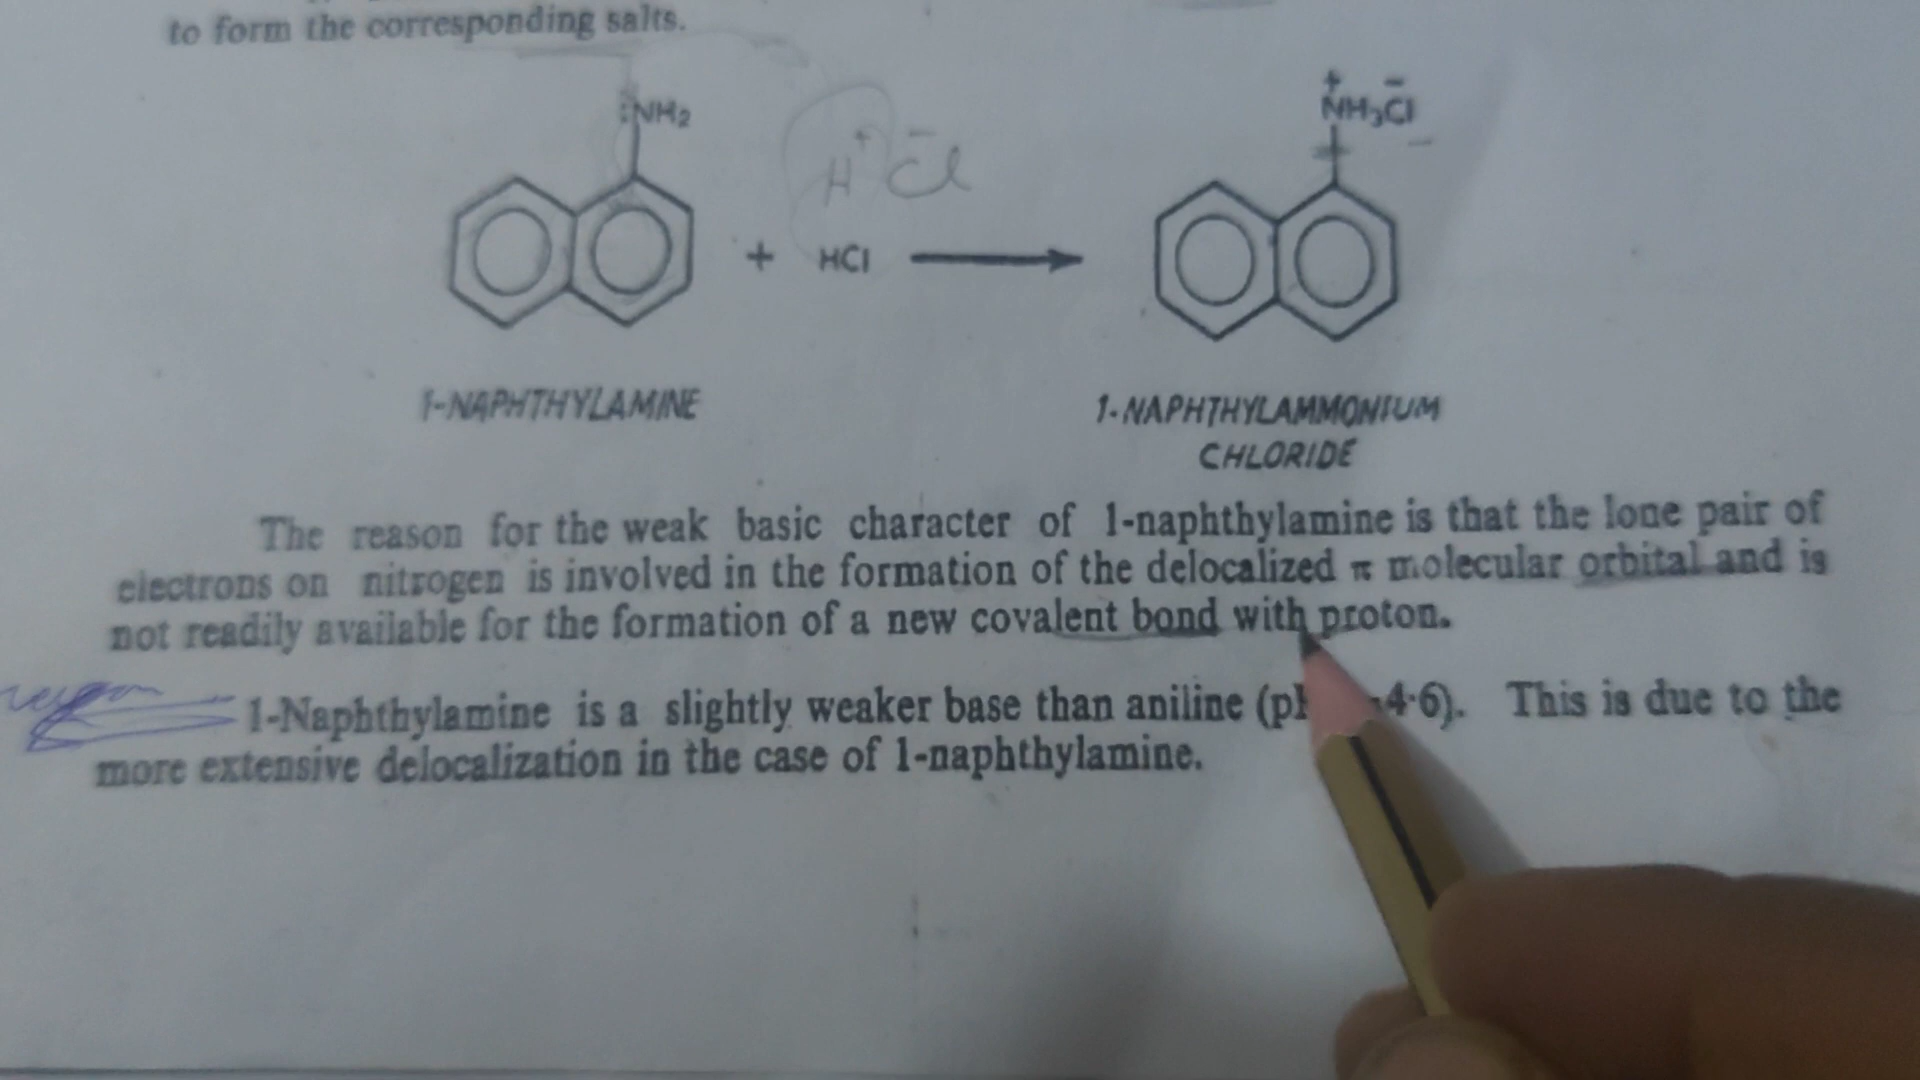 to form the corresponding salts.
:NH₂
H⁺ Cl⁻
+ HCl
⁺NH₃Cl⁻
1-NAPHTHYLAMINE
1-NAPHTHYLAMMONIUM
CHLORIDE
The reason for the weak basic character of 1-naphthylamine is that the lone pair of
electrons on nitrogen is involved in the formation of the delocalized π molecular orbital and is
not readily available for the formation of a new covalent bond with proton.
1-Naphthylamine is a slightly weaker base than aniline 4·6). This is due to the
more extensive delocalization in the case of 1-naphthylamine.